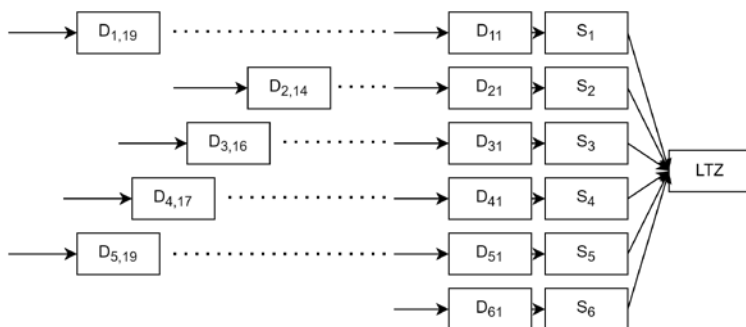 D1,19 D11 S1
D2,14 D21 S2
D3,16 D31 S3
LTZ
D4,17 D41 S4
D5,19 D51 S5
D61 S6